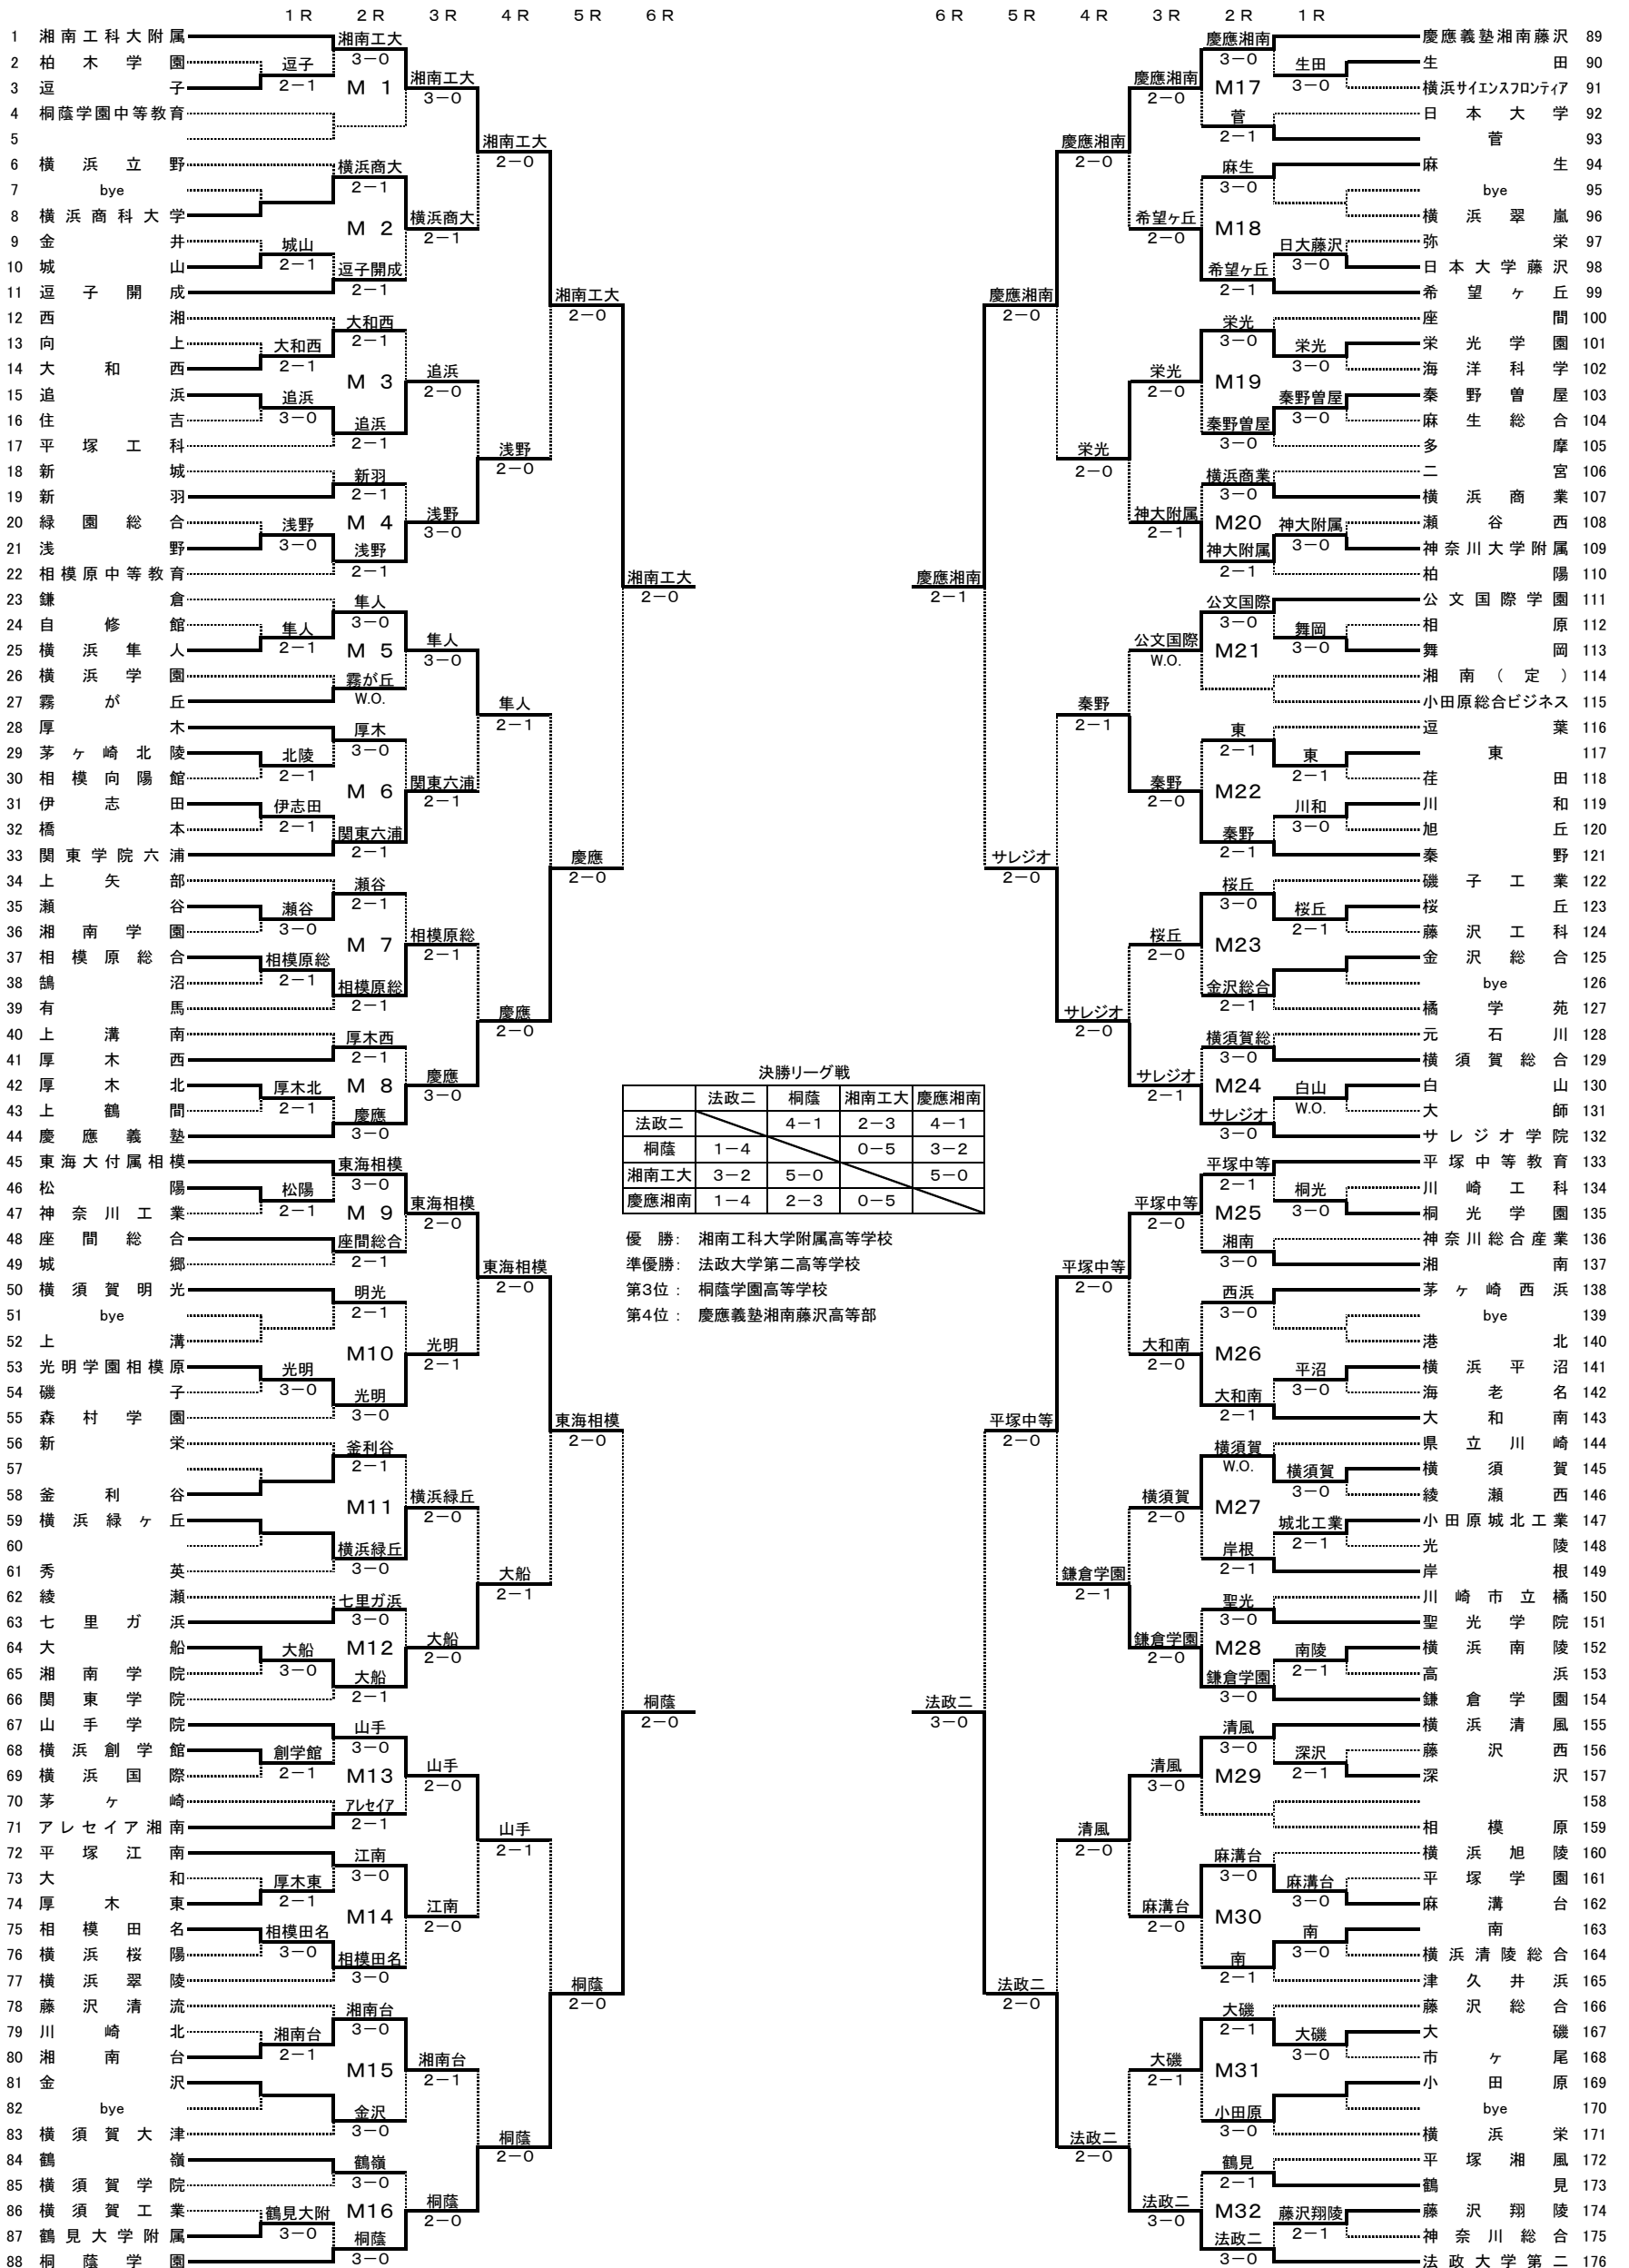 1R 2R 3R 4R 5R 6R 6R 5R 4R 3R 2R 1R
1 湘南工科大附属 湘南工大 慶應湘南 慶應義塾湘南藤沢 89
2 柏木学園 逗子 3-0 3-0 生田 生田 90
3 逗子 2-1 M 1 湘南工大 3-0 慶應湘南 2-0 M17 3-0 横浜サイエンスフロンティア 91
4 桐蔭学園中等教育 菅 日本大学 92
5 湘南工大 2-0 慶應湘南 2-0 2-1 菅 93
6 横浜立野 横浜商大 麻生 麻生 94
7 bye 2-1 3-0 bye 95
8 横浜商科大学 M 2 横浜商大 2-1 希望ヶ丘 2-0 M18 横浜翠嵐 96
9 金井 城山 日大藤沢 弥栄 97
10 城山 2-1 逗子開成 希望ヶ丘 3-0 日本大学藤沢 98
11 逗子開成 2-1 湘南工大 2-0 慶應湘南 2-0 2-1 希望ヶ丘 99
12 西湘 大和西 栄光 座間 100
13 向上 大和西 2-1 3-0 栄光 栄光学園 101
14 大和西 2-1 M 3 追浜 2-0 栄光 2-0 M19 3-0 海洋科学 102
15 追浜 追浜 秦野曽屋 秦野曽屋 103
16 住吉 3-0 追浜 秦野曽屋 3-0 麻生総合 104
17 平塚工科 2-1 浅野 2-0 栄光 2-0 3-0 多摩 105
18 新城 新羽 横浜商業 二宮 106
19 新羽 2-1 3-0 横浜商業 107
20 緑園総合 浅野 M 4 浅野 3-0 神大附属 2-1 M20 神大附属 瀬谷西 108
21 浅野 3-0 浅野 神大附属 3-0 神奈川大学附属 109
22 相模原中等教育 2-1 湘南工大 2-0 慶應湘南 2-1 2-1 柏陽 110
23 鎌倉 隼人 公文国際 公文国際学園 111
24 自修館 隼人 3-0 3-0 舞岡 相原 112
25 横浜隼人 2-1 M 5 隼人 3-0 公文国際 W.O. M21 3-0 舞岡 113
26 横浜学園 霧が丘 湘南(定) 114
27 霧が丘 W.O. 隼人 2-1 秦野 2-1 小田原総合ビジネス 115
28 厚木 厚木 東 逗葉 116
29 茅ヶ崎北陵 北陵 3-0 2-1 東 東 117
30 相模向陽館 2-1 M 6 関東六浦 2-1 秦野 2-0 M22 2-1 荏田 118
31 伊志田 伊志田 川和 川和 119
32 橋本 2-1 関東六浦 秦野 3-0 旭丘 120
33 関東学院六浦 2-1 慶應 2-0 サレジオ 2-0 2-1 秦野 121
34 上矢部 瀬谷 桜丘 磯子工業 122
35 瀬谷 瀬谷 2-1 3-0 桜丘 桜丘 123
36 湘南学園 3-0 M 7 相模原総 2-1 桜丘 2-0 M23 2-1 藤沢工科 124
37 相模原総合 相模原総 金沢総合 125
38 鵠沼 2-1 相模原総 金沢総合 bye 126
39 有馬 2-1 慶應 2-0 サレジオ 2-0 2-1 橘学苑 127
40 上溝南 厚木西 横須賀総 元石川 128
41 厚木西 2-1 3-0 横須賀総合 129
42 厚木北 厚木北 M 8 慶應 3-0 サレジオ 2-1 M24 白山 白山 130
43 上鶴間 2-1 慶應 サレジオ W.O. 大師 131
44 慶應義塾 3-0 3-0 サレジオ学院 132
決勝リーグ戦
法政二 桐蔭 湘南工大 慶應湘南
法政二 4-1 2-3 4-1
桐蔭 1-4 0-5 3-2
湘南工大 3-2 5-0 5-0
慶應湘南 1-4 2-3 0-5
優 勝: 湘南工科大学附属高等学校
準優勝: 法政大学第二高等学校
第3位 : 桐蔭学園高等学校
第4位 : 慶應義塾湘南藤沢高等部
45 東海大付属相模 東海相模 平塚中等 平塚中等教育 133
46 松陽 松陽 3-0 2-1 桐光 川崎工科 134
47 神奈川工業 2-1 M 9 東海相模 2-0 平塚中等 2-0 M25 3-0 桐光学園 135
48 座間総合 座間総合 湘南 神奈川総合産業 136
49 城郷 2-1 東海相模 2-0 平塚中等 2-0 3-0 湘南 137
50 横須賀明光 明光 西浜 茅ヶ崎西浜 138
51 bye 2-1 3-0 bye 139
52 上溝 M10 光明 2-1 大和南 2-0 M26 港北 140
53 光明学園相模原 光明 平沼 横浜平沼 141
54 磯子 3-0 光明 大和南 3-0 海老名 142
55 森村学園 3-0 東海相模 2-0 平塚中等 2-0 2-1 大和南 143
56 新栄 釜利谷 横須賀 県立川崎 144
57 2-1 W.O. 横須賀 横須賀 145
58 釜利谷 M11 横浜緑丘 2-0 横須賀 2-0 M27 3-0 綾瀬西 146
59 横浜緑ヶ丘 城北工業 小田原城北工業 147
60 横浜緑丘 岸根 2-1 光陵 148
61 秀英 3-0 大船 2-1 鎌倉学園 2-1 2-1 岸根 149
62 綾瀬 七里ガ浜 聖光 川崎市立橘 150
63 七里ガ浜 3-0 3-0 聖光学院 151
64 大船 大船 M12 大船 2-0 鎌倉学園 2-0 M28 南陵 横浜南陵 152
65 湘南学院 3-0 大船 鎌倉学園 2-1 高浜 153
66 関東学院 2-1 桐蔭 2-0 法政二 3-0 3-0 鎌倉学園 154
67 山手学院 山手 清風 横浜清風 155
68 横浜創学館 創学館 3-0 3-0 深沢 藤沢西 156
69 横浜国際 2-1 M13 山手 2-0 清風 3-0 M29 2-1 深沢 157
70 茅ヶ崎 アレセイア 158
71 アレセイア湘南 2-1 山手 2-1 清風 2-0 相模原 159
72 平塚江南 江南 麻溝台 横浜旭陵 160
73 大和 厚木東 3-0 3-0 麻溝台 平塚学園 161
74 厚木東 2-1 M14 江南 2-0 麻溝台 2-0 M30 3-0 麻溝台 162
75 相模田名 相模田名 南 南 163
76 横浜桜陽 3-0 相模田名 南 3-0 横浜清陵総合 164
77 横浜翠陵 3-0 桐蔭 2-0 法政二 2-0 2-1 津久井浜 165
78 藤沢清流 湘南台 大磯 藤沢総合 166
79 川崎北 湘南台 3-0 2-1 大磯 大磯 167
80 湘南台 2-1 M15 湘南台 2-1 大磯 2-1 M31 3-0 市ヶ尾 168
81 金沢 小田原 169
82 bye 金沢 小田原 bye 170
83 横須賀大津 3-0 桐蔭 2-0 法政二 2-0 3-0 横浜栄 171
84 鶴嶺 鶴嶺 鶴見 平塚湘風 172
85 横須賀学院 3-0 2-1 鶴見 173
86 横須賀工業 鶴見大附 M16 桐蔭 2-0 法政二 3-0 M32 藤沢翔陵 藤沢翔陵 174
87 鶴見大学附属 3-0 桐蔭 法政二 2-1 神奈川総合 175
88 桐蔭学園 3-0 3-0 法政大学第二 176